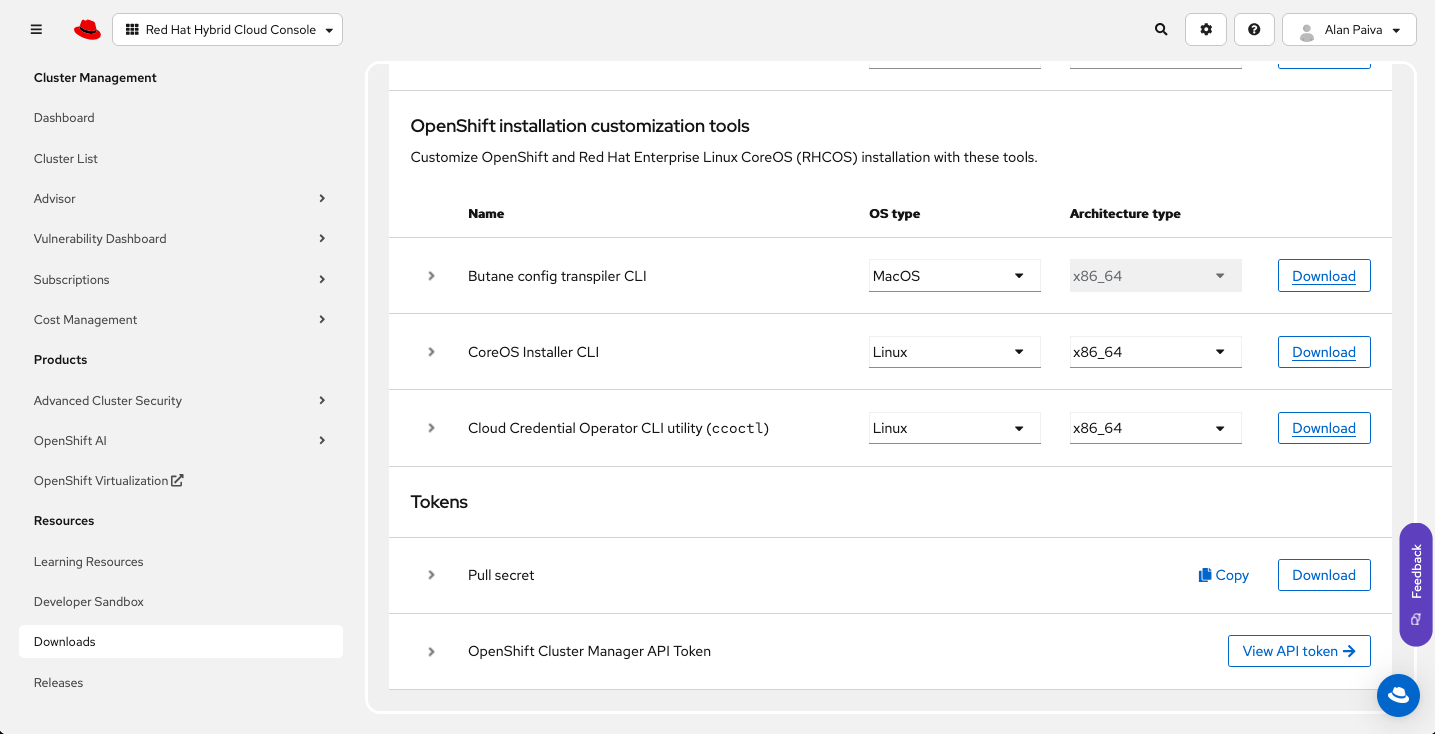 Red Hat Hybrid Cloud Console
Alan Paiva
Cluster Management
Dashboard
Cluster List
Advisor
Vulnerability Dashboard
Subscriptions
Cost Management
Products
Advanced Cluster Security
OpenShift AI
OpenShift Virtualization
Resources
Learning Resources
Developer Sandbox
Downloads
Releases
OpenShift installation customization tools
Customize OpenShift and Red Hat Enterprise Linux CoreOS (RHCOS) installation with these tools.
Name OS type Architecture type
Butane config transpiler CLI MacOS x86_64 Download
CoreOS Installer CLI Linux x86_64 Download
Cloud Credential Operator CLI utility (ccoctl) Linux x86_64 Download
Tokens
Pull secret Copy Download
OpenShift Cluster Manager API Token View API token
Feedback